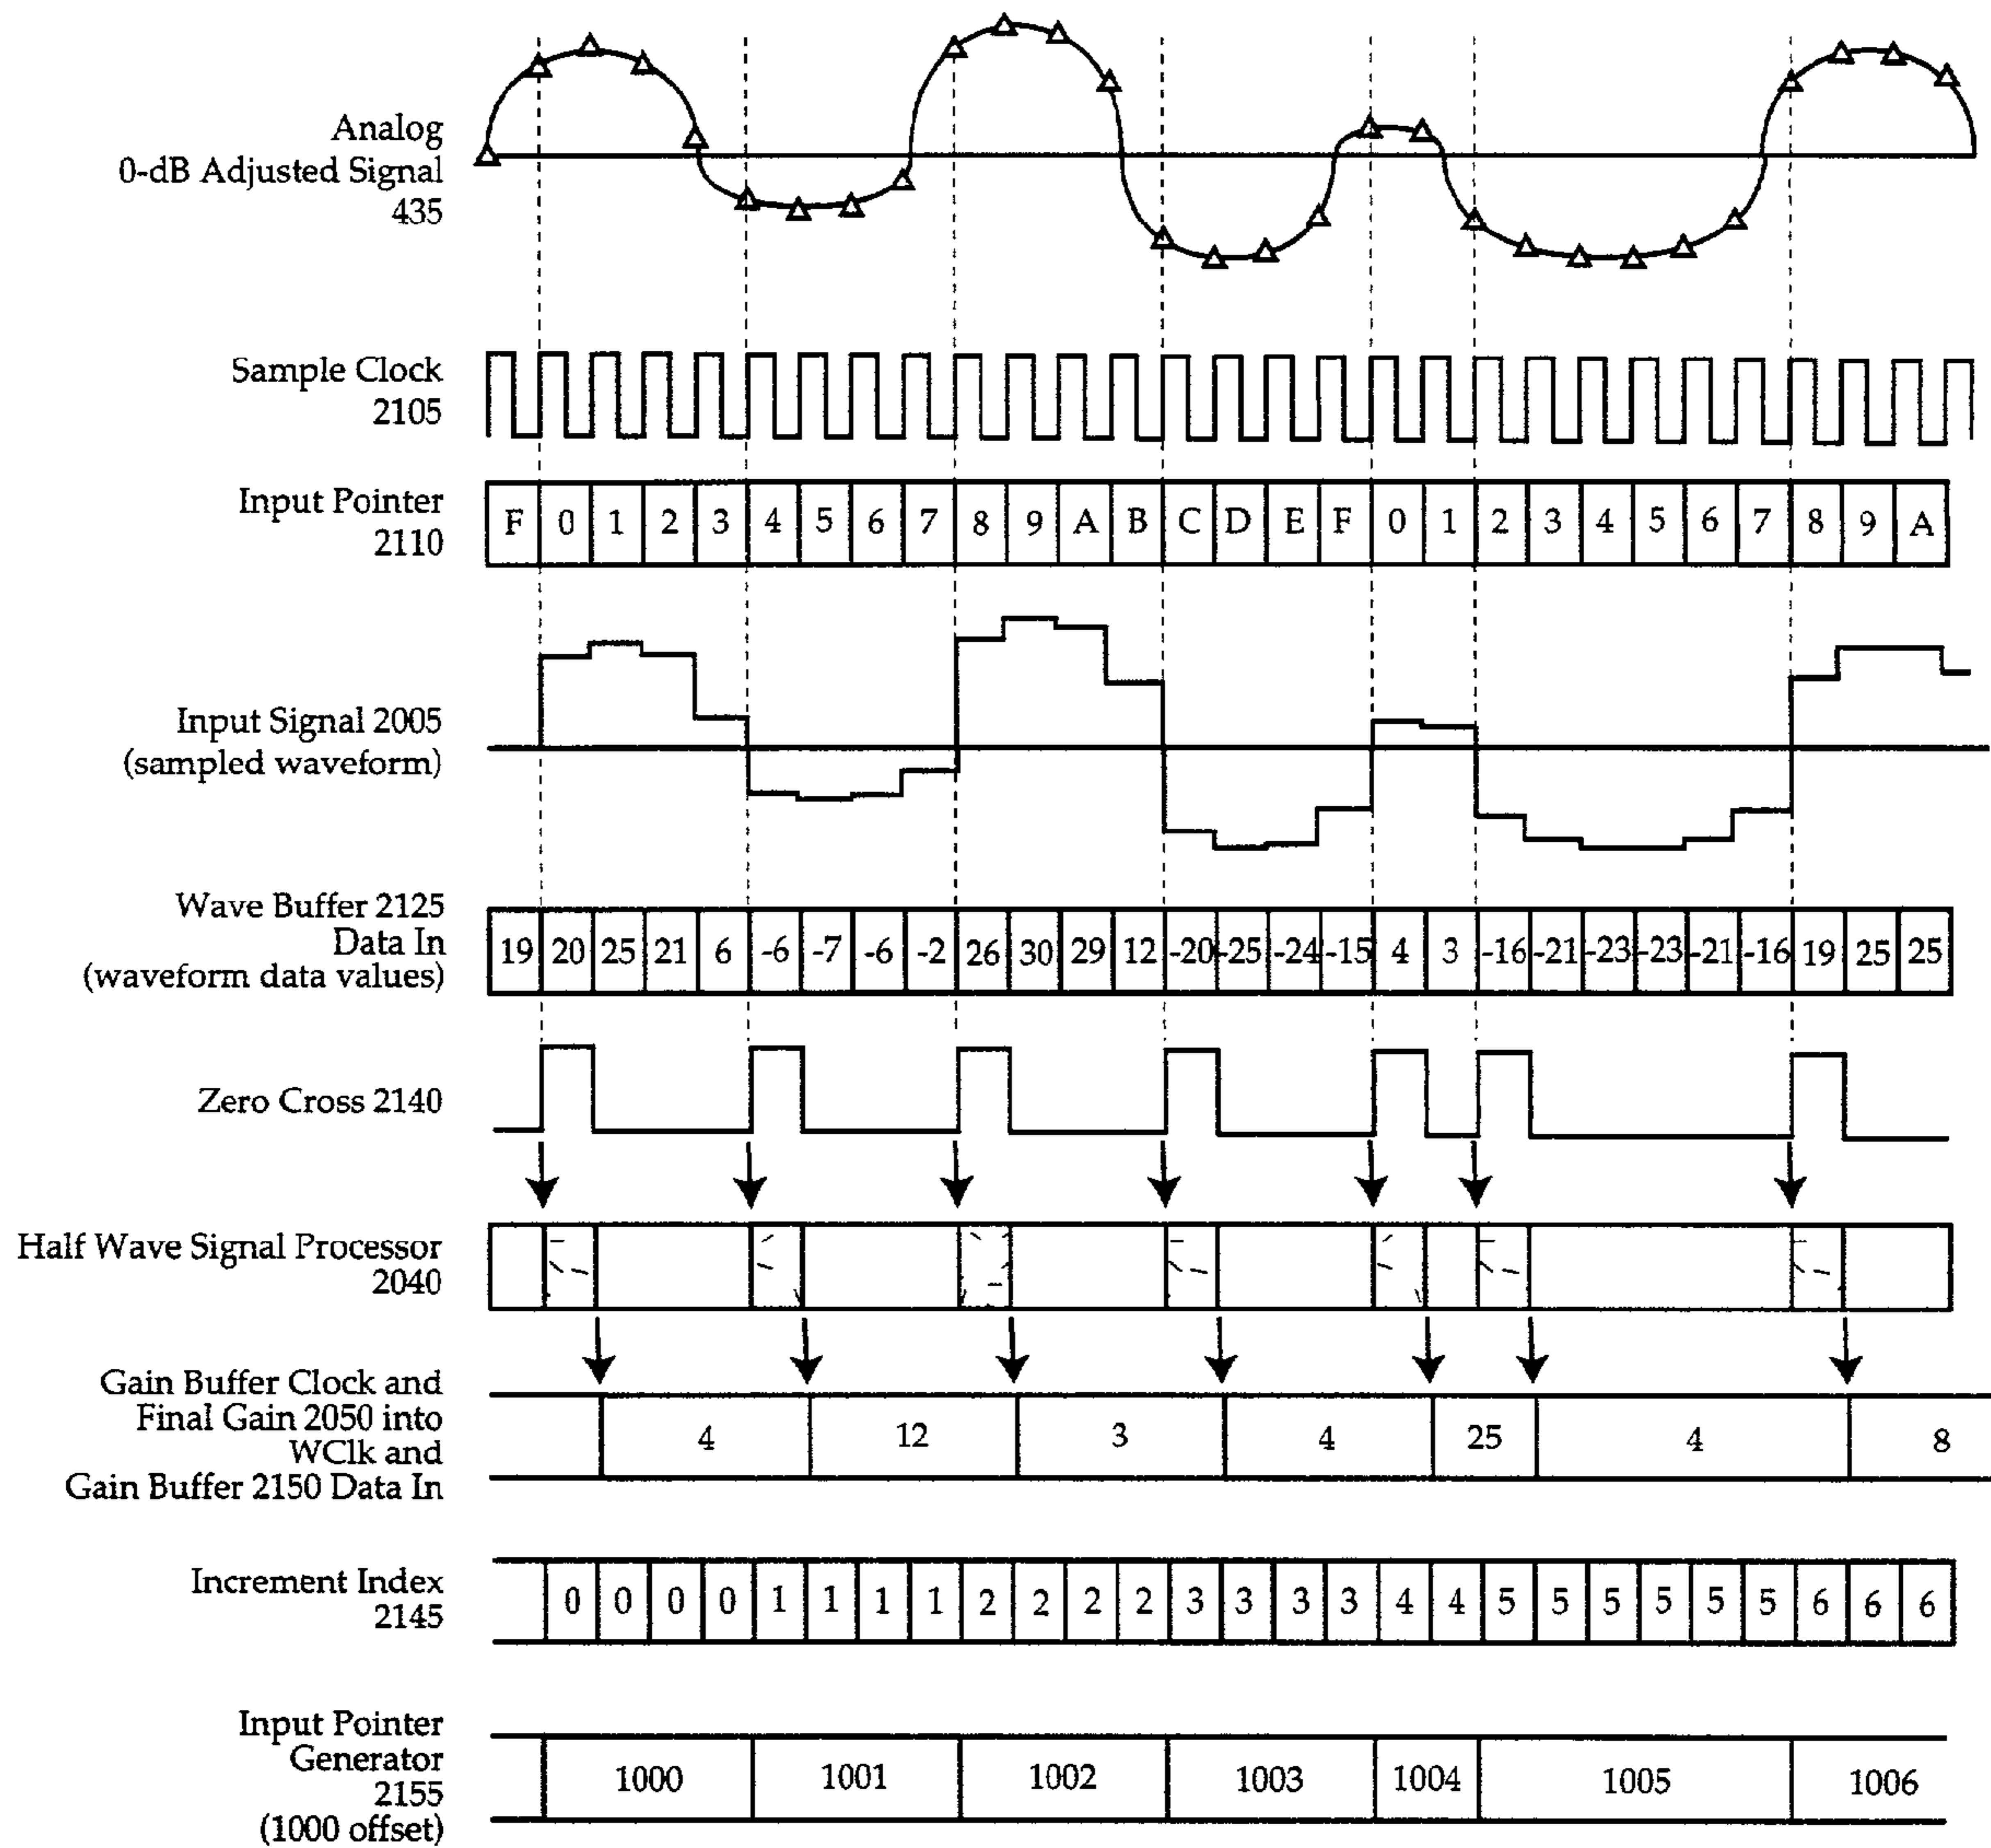 Analog
0-dB Adjusted Signal
435
Sample Clock
2105
Input Pointer
2110
F 0 1 2 3 4 5 6 7 8 9 A B C D E F 0 1 2 3 4 5 6 7 8 9 A
Input Signal 2005
(sampled waveform)
Wave Buffer 2125
Data In
(waveform data values)
19 20 25 21 6 -6 -7 -6 -2 26 30 29 12 -20 -25 -24 -15 4 3 -16 -21 -23 -23 -21 -16 19 25 25
Zero Cross 2140
Half Wave Signal Processor
2040
Gain Buffer Clock and
Final Gain 2050 into
WClk and
Gain Buffer 2150 Data In
4 12 3 4 25 4 8
Increment Index
2145
0 0 0 0 1 1 1 1 2 2 2 2 3 3 3 3 4 4 5 5 5 5 5 5 6 6 6
Input Pointer
Generator
2155
(1000 offset)
1000 1001 1002 1003 1004 1005 1006